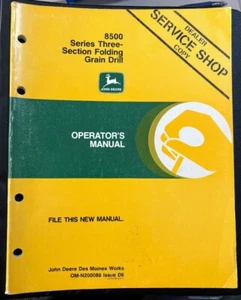 8500
Series Three-
Section Folding
Grain Drill
DEALER
SERVICE SHOP
COPY
JOHN DEERE
OPERATOR'S
MANUAL
FILE THIS NEW MANUAL.
John Deere Des Moines Works
OM-N200088 Issue D6